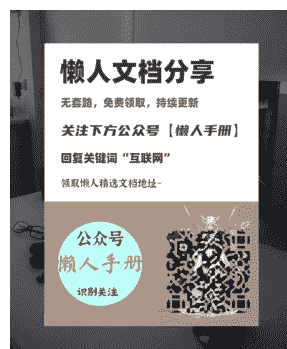 懒人文档分享
无套路，免费领取，持续更新
关注下方公众号【懒人手册】
回复关键词“互联网”
领取懒人精选文档地址~
公众号
懒人手册
识别关注